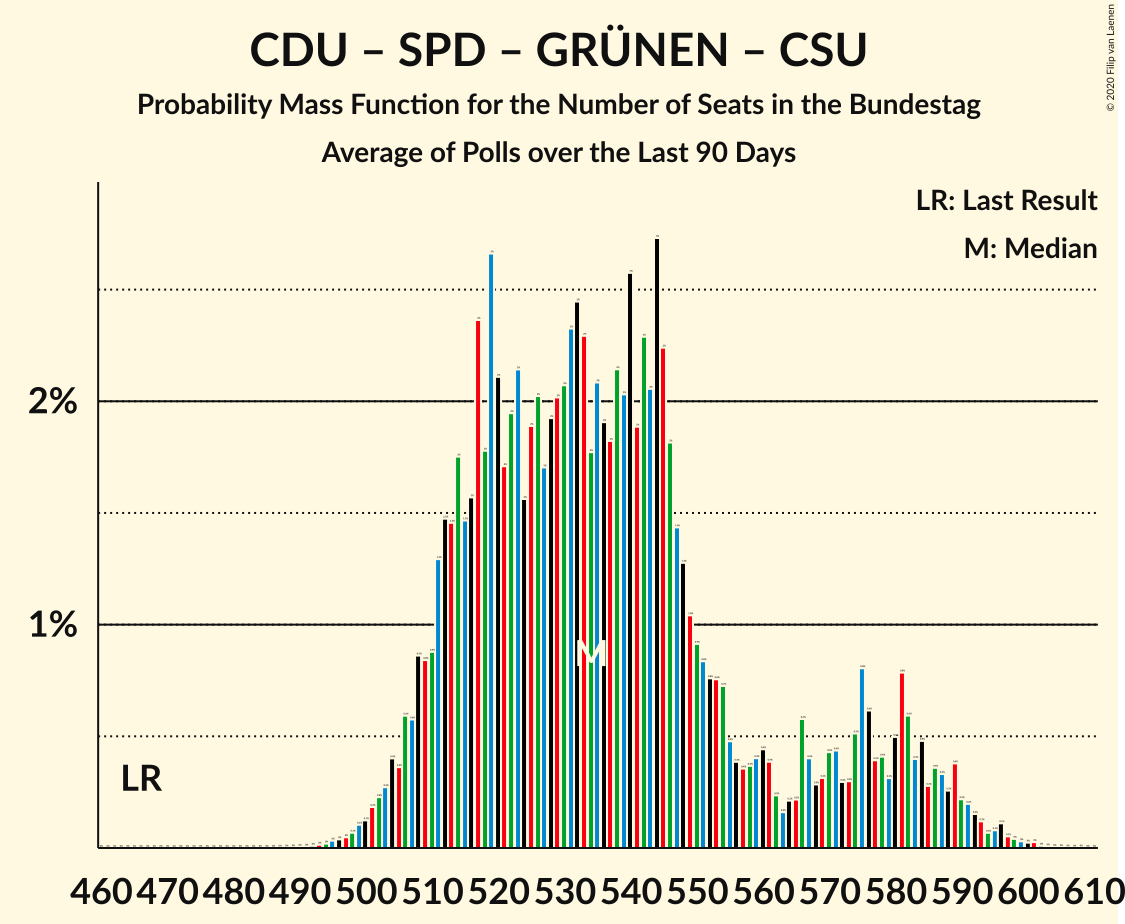 CDU – SPD – GRÜNEN – CSU
Probability Mass Function for the Number of Seats in the Bundestag
Average of Polls over the Last 90 Days
© 2020 Filip van Laenen
LR: Last Result
M: Median
2%
1%
M
LR
460 470 480 490 500 510 520 530 540 550 560 570 580 590 600 610